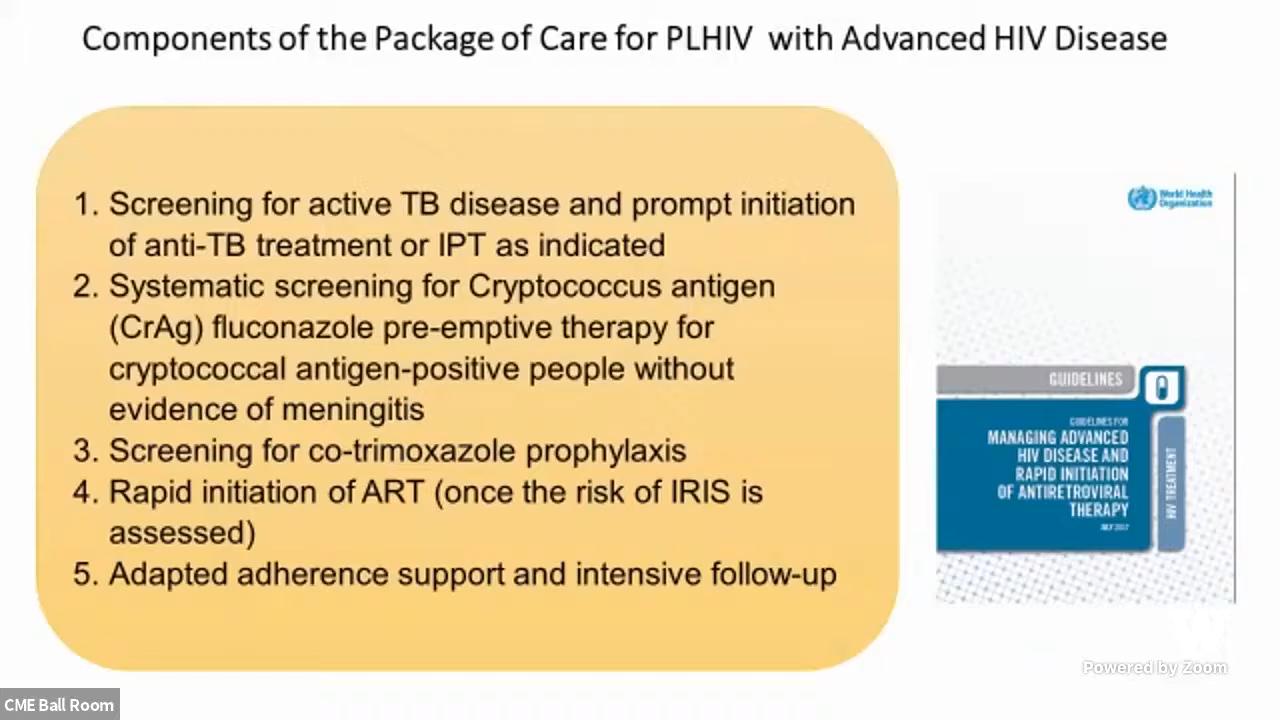 Components of the Package of Care for PLHIV with Advanced HIV Disease
1. Screening for active TB disease and prompt initiation
of anti-TB treatment or IPT as indicated
2. Systematic screening for Cryptococcus antigen
(CrAg) fluconazole pre-emptive therapy for
cryptococcal antigen-positive people without
evidence of meningitis
3. Screening for co-trimoxazole prophylaxis
4. Rapid initiation of ART (once the risk of IRIS is
assessed)
5. Adapted adherence support and intensive follow-up
World Health
Organization
GUIDELINES
GUIDELINES FOR
MANAGING ADVANCED
HIV DISEASE AND
RAPID INITIATION
OF ANTIRETROVIRAL
THERAPY
JULY 2017
HIV TREATMENT
Powered by Zoom
CME Ball Room